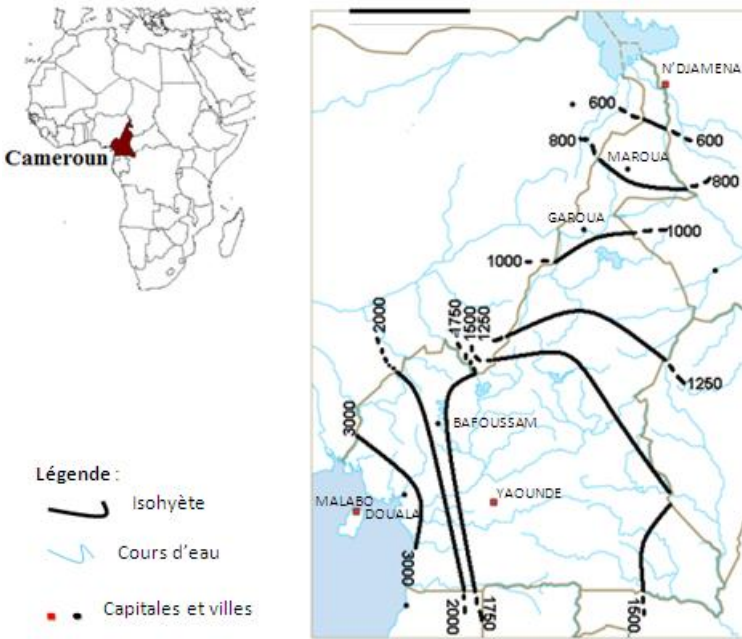 Cameroun
Légende :
Isohyète
Cours d'eau
Capitales et villes
N'DJAMENA
600
600
800
MAROUA
800
GAROUA
1000
1000
2000
1750
1500
1250
1250
3000
BAFOUSSAM
MALABO
DOUALA
YAOUNDE
3000
2000
1750
1500